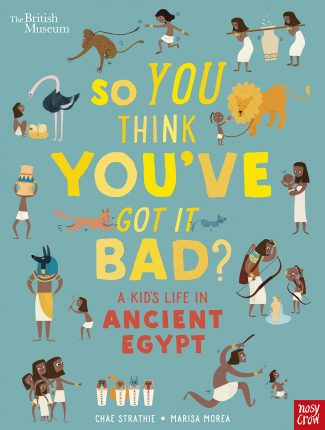 The British
Museum
SO YOU
THINK
YOU'VE
GOT IT
BAD?
A KID'S LIFE IN
ANCIENT
EGYPT
CHAE STRATHIE • MARISA MOREA
nosy
crow